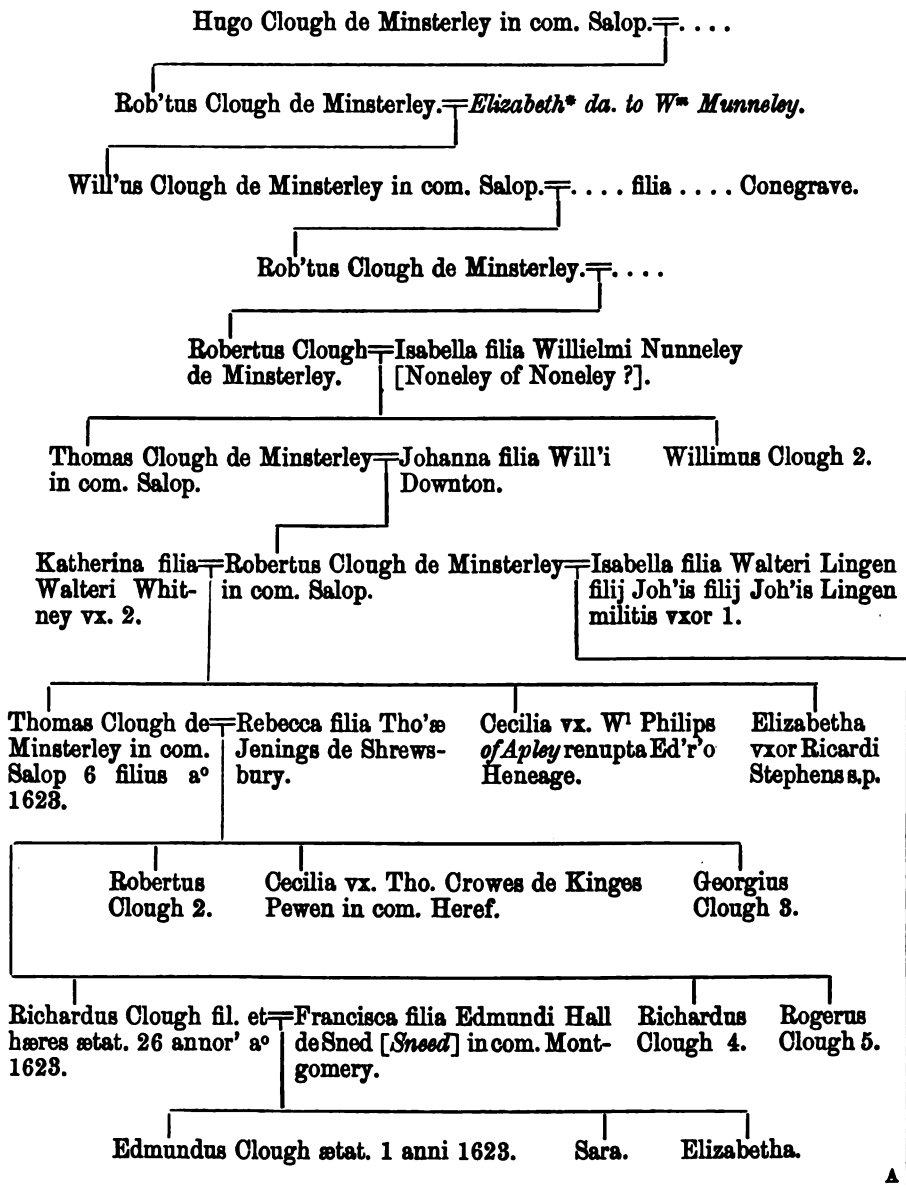 Hugo Clough de Minsterley in com. Salop.╤. . . .
Rob'tus Clough de Minsterley.╤Elizabeth* da. to Wᵐ Munneley.
Will'us Clough de Minsterley in com. Salop.╤. . . . filia . . . . Conegrave.
Rob'tus Clough de Minsterley.╤. . . .
Robertus Clough╤Isabella filia Willielmi Nunneley
de Minsterley. [Noneley of Noneley ?].
Thomas Clough de Minsterley╤Johanna filia Will'i
in com. Salop. Downton.
Willimus Clough 2.
Katherina filia╤Robertus Clough de Minsterley╤Isabella filia Walteri Lingen
Walteri Whit- in com. Salop. filij Joh'is filij Joh'is Lingen
ney vx. 2. militis vxor 1.
Thomas Clough de╤Rebecca filia Tho'æ
Minsterley in com. Jenings de Shrews-
Salop 6 filius aº bury.
1623.
Cecilia vx. Wˡ Philips
of Apley renupta Ed'r'o
Heneage.
Elizabetha
vxor Ricardi
Stephens s.p.
Robertus
Clough 2.
Cecilia vx. Tho. Crowes de Kinges
Pewen in com. Heref.
Georgius
Clough 3.
Richardus Clough fil. et╤Francisca filia Edmundi Hall
hæres ætat. 26 annor' aº de Sned [Sneed] in com. Mont-
1623. gomery.
Richardus
Clough 4.
Rogerus
Clough 5.
Edmundus Clough ætat. 1 anni 1623.
Sara.
Elizabetha.
A